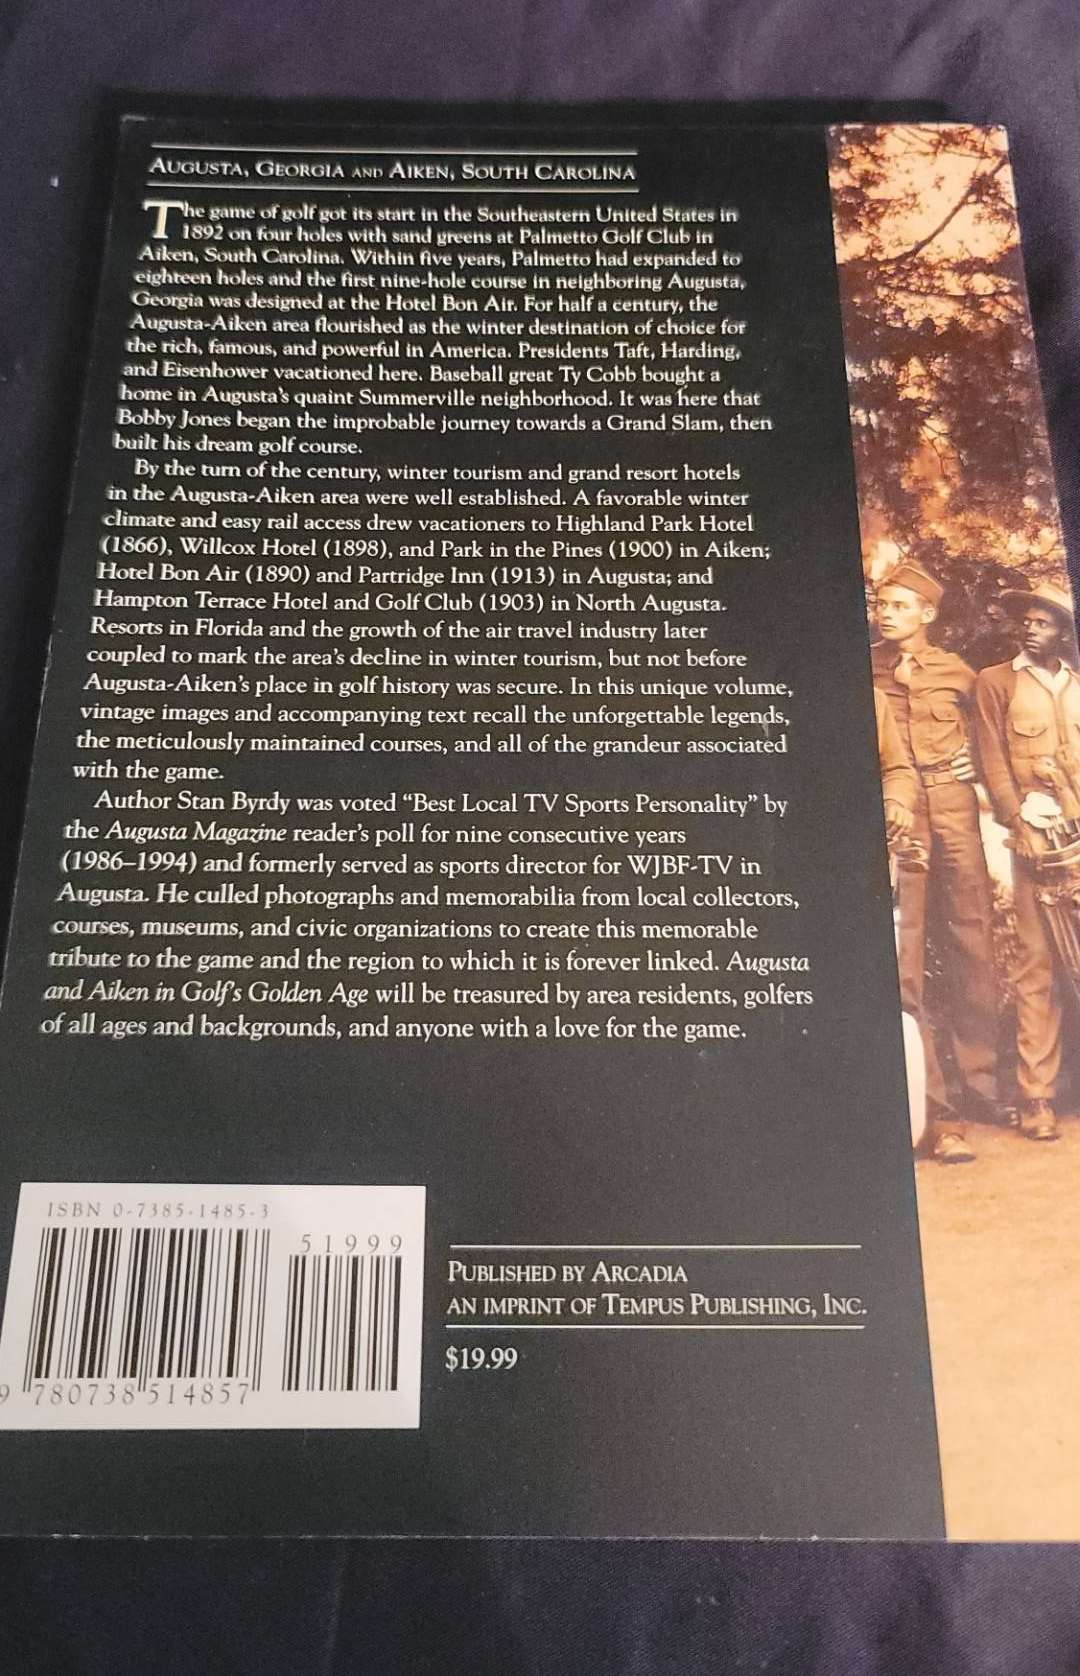 AUGUSTA, GEORGIA AND AIKEN, SOUTH CAROLINA
The game of golf got its start in the Southeastern United States in
1892 on four holes with sand greens at Palmetto Golf Club in
Aiken, South Carolina. Within five years, Palmetto had expanded to
eighteen holes and the first nine-hole course in neighboring Augusta,
Georgia was designed at the Hotel Bon Air. For half a century, the
Augusta-Aiken area flourished as the winter destination of choice for
the rich, famous, and powerful in America. Presidents Taft, Harding,
and Eisenhower vacationed here. Baseball great Ty Cobb bought a
home in Augusta's quaint Summerville neighborhood. It was here that
Bobby Jones began the improbable journey towards a Grand Slam, then
built his dream golf course.
By the turn of the century, winter tourism and grand resort hotels
in the Augusta-Aiken area were well established. A favorable winter
climate and easy rail access drew vacationers to Highland Park Hotel
(1866), Willcox Hotel (1898), and Park in the Pines (1900) in Aiken;
Hotel Bon Air (1890) and Partridge Inn (1913) in Augusta; and
Hampton Terrace Hotel and Golf Club (1903) in North Augusta.
Resorts in Florida and the growth of the air travel industry later
coupled to mark the area's decline in winter tourism, but not before
Augusta-Aiken's place in golf history was secure. In this unique volume,
vintage images and accompanying text recall the unforgettable legends,
the meticulously maintained courses, and all of the grandeur associated
with the game.
Author Stan Byrdy was voted "Best Local TV Sports Personality" by
the Augusta Magazine reader's poll for nine consecutive years
(1986–1994) and formerly served as sports director for WJBF-TV in
Augusta. He culled photographs and memorabilia from local collectors,
courses, museums, and civic organizations to create this memorable
tribute to the game and the region to which it is forever linked. Augusta
and Aiken in Golf's Golden Age will be treasured by area residents, golfers
of all ages and backgrounds, and anyone with a love for the game.
ISBN 0-7385-1485-3
51999
9 780738 514857
PUBLISHED BY ARCADIA
AN IMPRINT OF TEMPUS PUBLISHING, INC.
$19.99